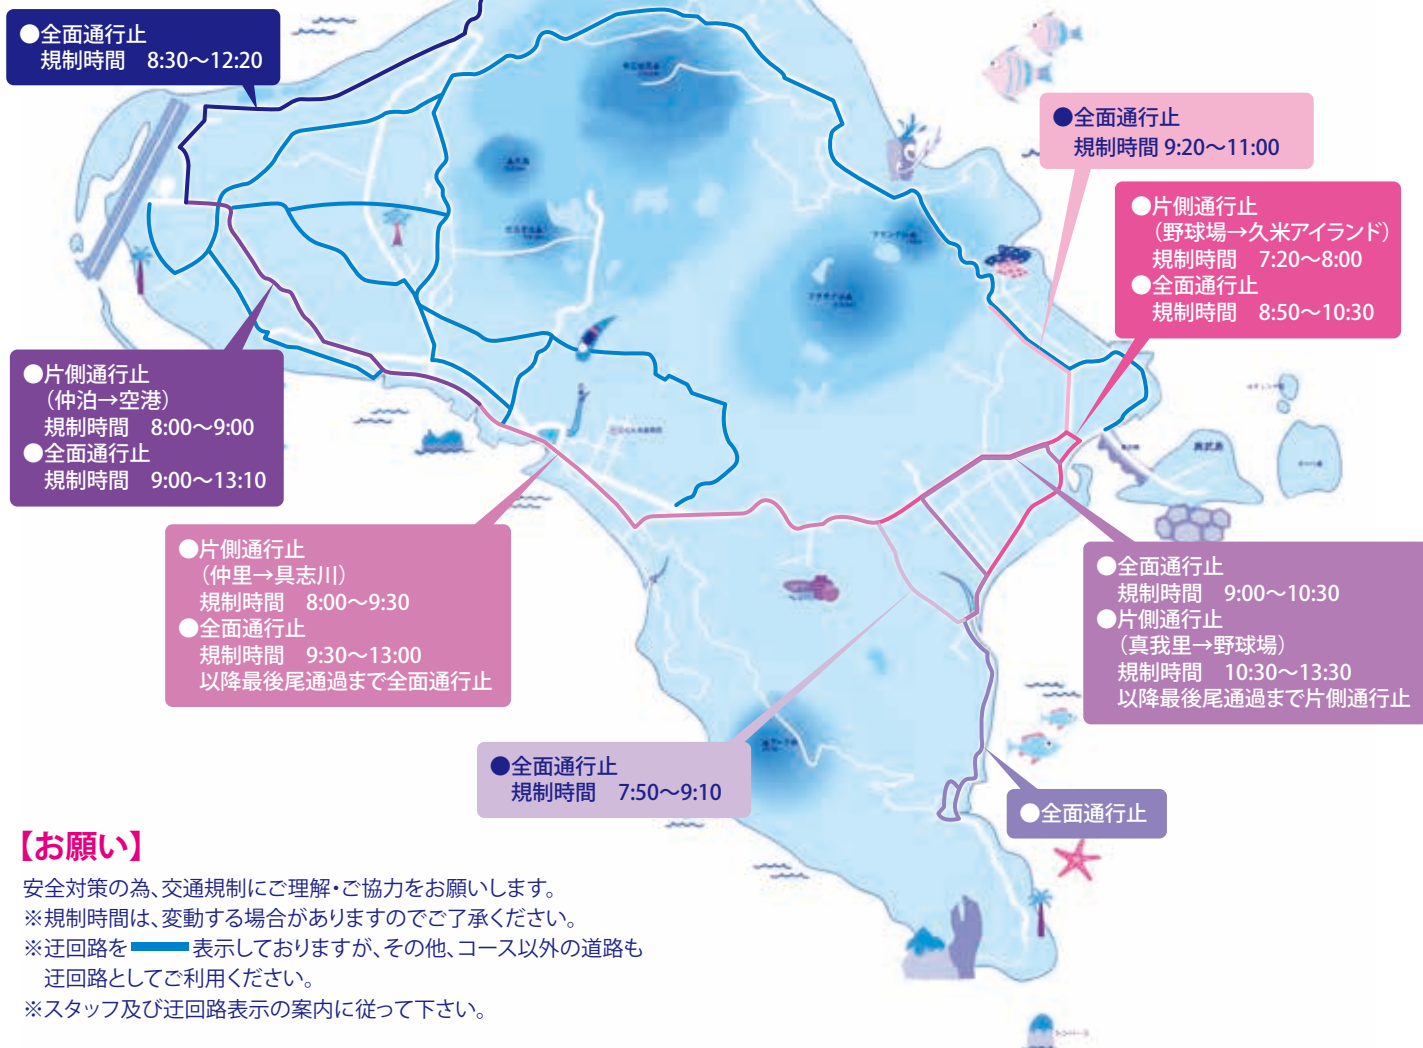 ●全面通行止
規制時間　8:30〜12:20
●全面通行止
規制時間 9:20〜11:00
●片側通行止
（野球場→久米アイランド）
規制時間　7:20〜8:00
●全面通行止
規制時間　8:50〜10:30
●片側通行止
（仲泊→空港）
規制時間　8:00〜9:00
●全面通行止
規制時間　9:00〜13:10
●片側通行止
（仲里→具志川）
規制時間　8:00〜9:30
●全面通行止
規制時間　9:30〜13:00
以降最後尾通過まで全面通行止
●全面通行止
規制時間　9:00〜10:30
●片側通行止
（真我里→野球場）
規制時間　10:30〜13:30
以降最後尾通過まで片側通行止
●全面通行止
規制時間　7:50〜9:10
●全面通行止
奥武島
【お願い】
安全対策の為、交通規制にご理解・ご協力をお願いします。
※規制時間は、変動する場合がありますのでご了承ください。
※迂回路を 表示しておりますが、その他、コース以外の道路も
迂回路としてご利用ください。
※スタッフ及び迂回路表示の案内に従って下さい。